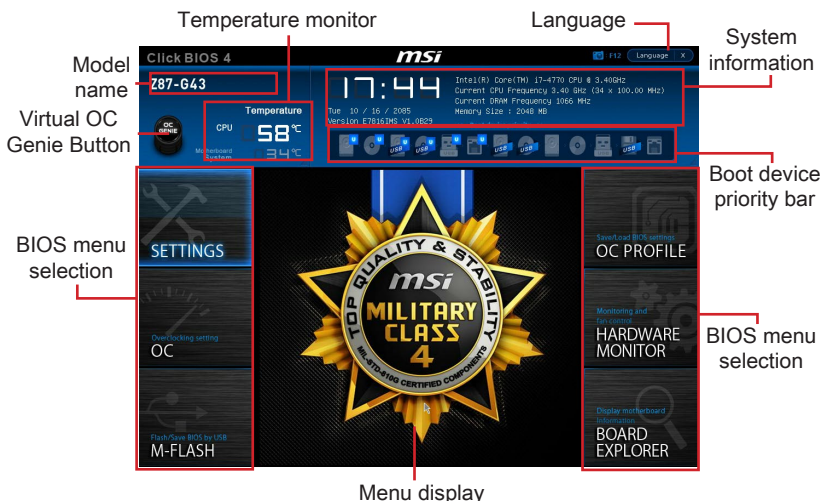 Temperature monitor
Language
System
information
Model
name
Virtual OC
Genie Button
Boot device
priority bar
BIOS menu
selection
BIOS menu
selection
Menu display
Click BIOS 4
msi
F12
Language X
Z87-G43
17:44
Intel(R) Core(TM) i7-4770 CPU @ 3.40GHz
Current CPU Frequency 3.40 GHz (34 x 100.00 MHz)
Current DRAM Frequency 1066 MHz
Memory Size : 2048 MB
Tue 10 / 16 / 2085
Version E7816IMS V1.0B29
OC
GENIE
Temperature
CPU 58°C
Motherboard
System 34°C
U U USB USB U U USB USB USB
SETTINGS
Overclocking setting
OC
Flash/Save BIOS by USB
M-FLASH
TOP QUALITY & STABILITY
msi
MILITARY
CLASS
4
MIL-STD-810G CERTIFIED COMPONENTS
Save/Load BIOS settings
OC PROFILE
Monitoring and
fan control
HARDWARE
MONITOR
Display motherboard
information
BOARD
EXPLORER